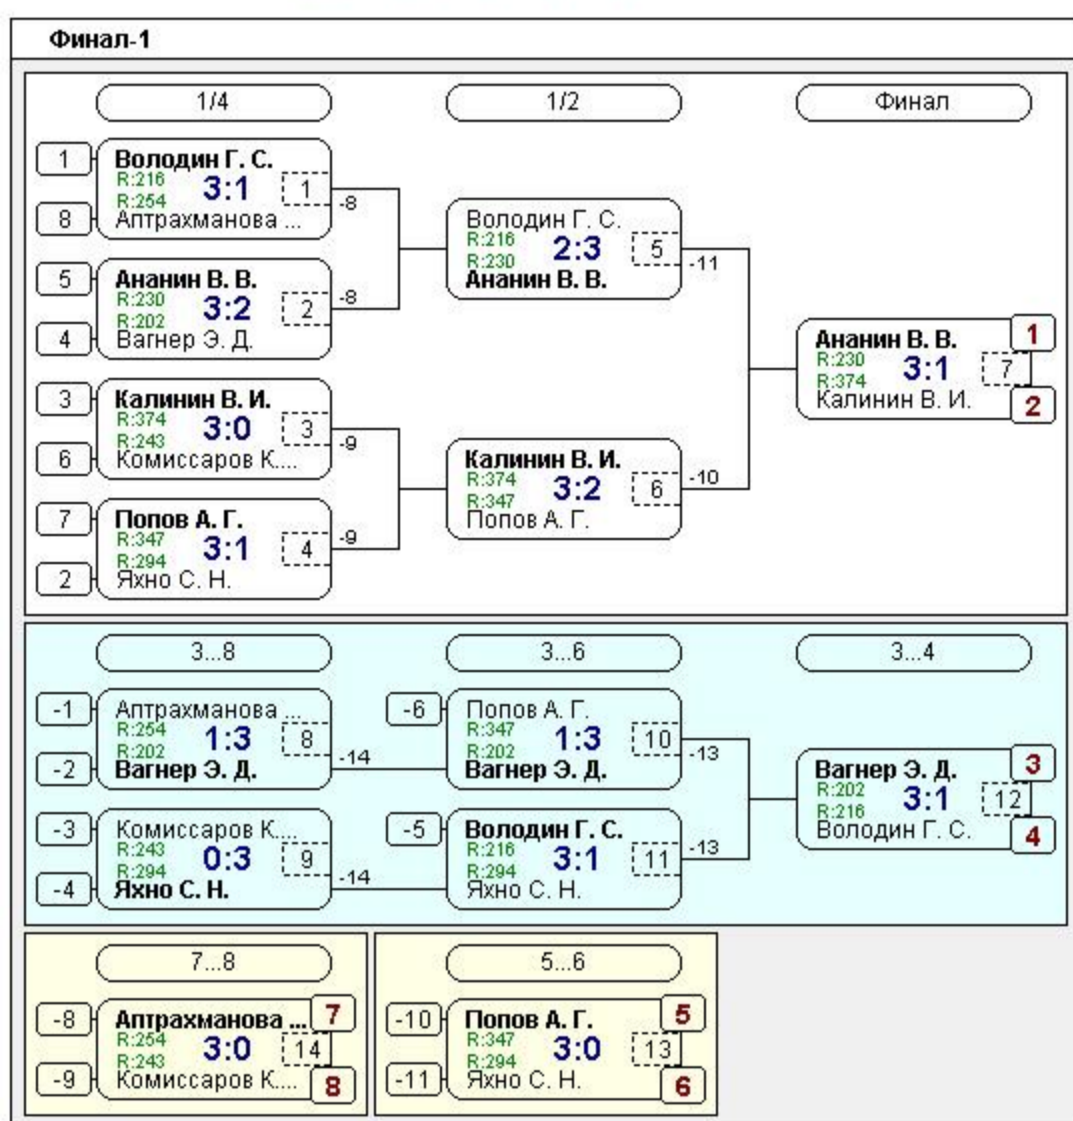 Финал-1
1/4
1/2
Финал
1
Володин Г. С.
R:216
3:1
1
-8
R:254
8
Аптрахманова ...
5
Ананин В. В.
R:230
3:2
2
-8
R:202
4
Вагнер Э. Д.
3
Калинин В. И.
R:374
3:0
3
-9
R:243
6
Комиссаров К....
7
Попов А. Г.
R:347
3:1
4
-9
R:294
2
Яхно С. Н.
Володин Г. С.
R:216
2:3
5
-11
R:230
Ананин В. В.
Калинин В. И.
R:374
3:2
6
-10
R:347
Попов А. Г.
Ананин В. В.
1
R:230
3:1
7
R:374
Калинин В. И.
2
3...8
3...6
3...4
-1
Аптрахманова ...
R:254
1:3
8
R:202
-14
-2
Вагнер Э. Д.
-3
Комиссаров К....
R:243
0:3
9
R:294
-14
-4
Яхно С. Н.
-6
Попов А. Г.
R:347
1:3
10
-13
R:202
Вагнер Э. Д.
-5
Володин Г. С.
R:216
3:1
11
-13
R:294
Яхно С. Н.
Вагнер Э. Д.
3
R:202
3:1
12
R:216
Володин Г. С.
4
7...8
-8
Аптрахманова ...
7
R:254
3:0
14
R:243
-9
Комиссаров К....
8
5...6
-10
Попов А. Г.
5
R:347
3:0
13
R:294
-11
Яхно С. Н.
6